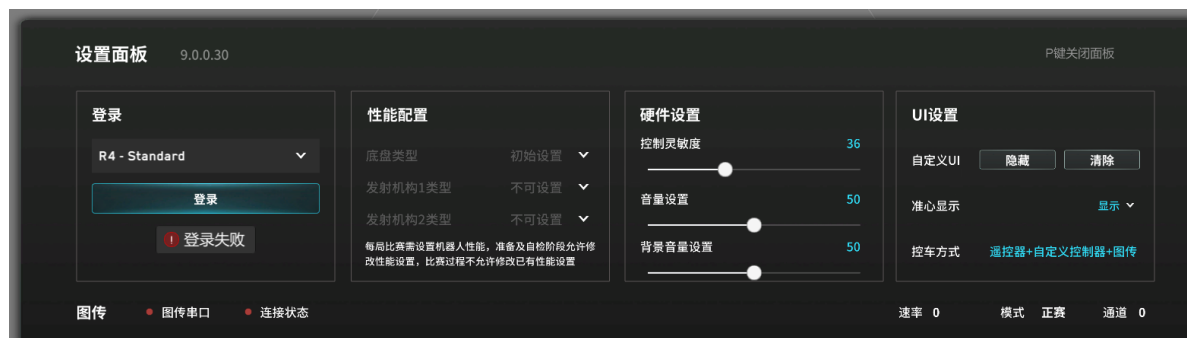 设置面板 9.0.0.30 P键关闭面板
登录
R4 - Standard
登录
登录失败
性能配置
底盘类型 初始设置
发射机构1类型 不可设置
发射机构2类型 不可设置
每局比赛需设置机器人性能，准备及自检阶段允许修
改性能设置，比赛过程不允许修改已有性能设置
硬件设置
控制灵敏度 36
音量设置 50
背景音量设置 50
UI设置
自定义UI 隐藏 清除
准心显示 显示
控车方式 遥控器+自定义控制器+图传
图传 图传串口 连接状态 速率 0 模式 正赛 通道 0